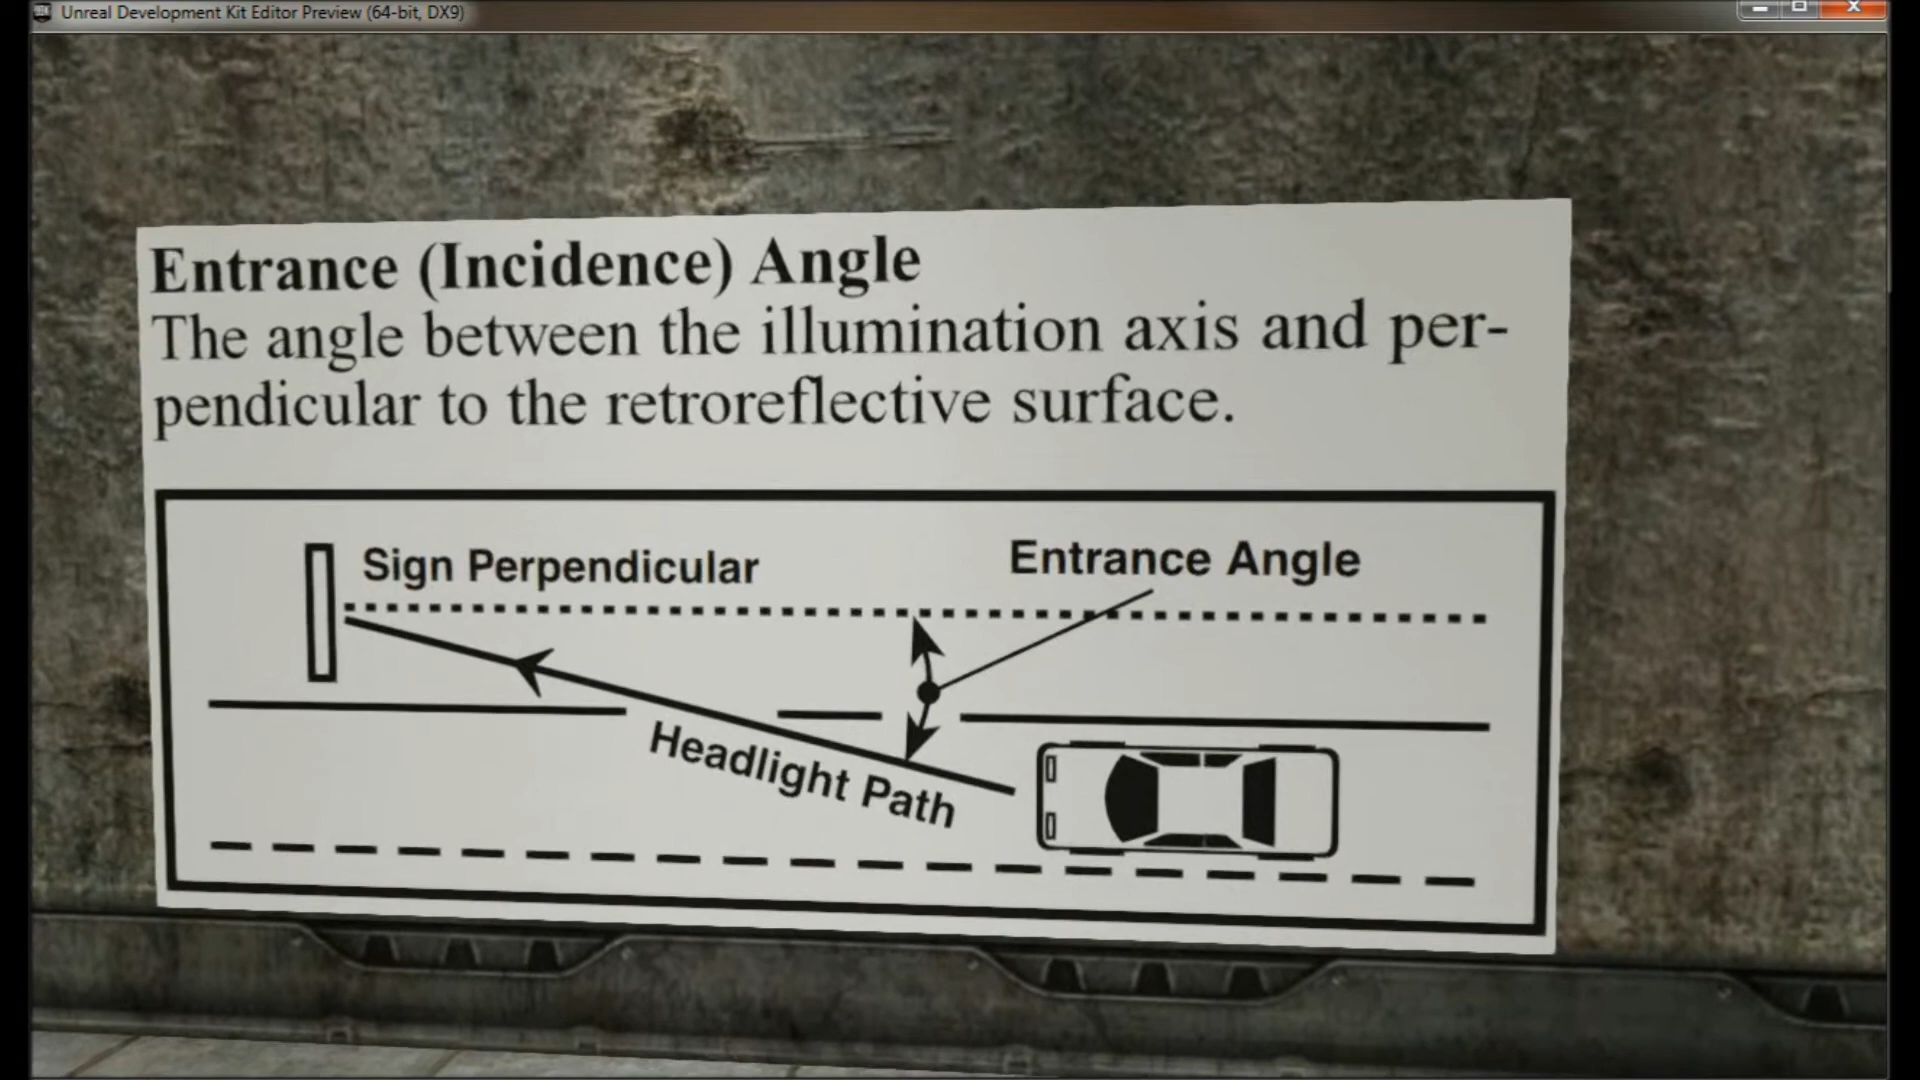 Unreal Development Kit Editor Preview (64-bit, DX9)
Entrance (Incidence) Angle
The angle between the illumination axis and per-
pendicular to the retroreflective surface.
Sign Perpendicular
Entrance Angle
Headlight Path